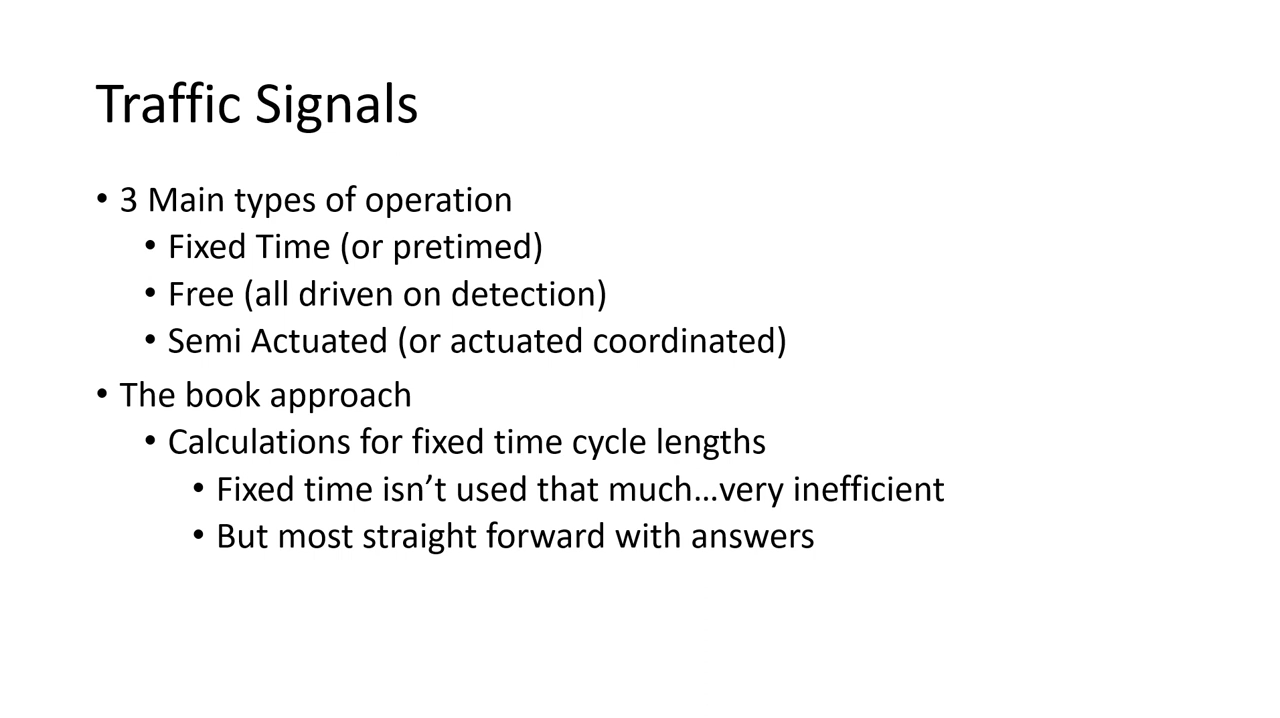 Traffic Signals
• 3 Main types of operation
• Fixed Time (or pretimed)
• Free (all driven on detection)
• Semi Actuated (or actuated coordinated)
• The book approach
• Calculations for fixed time cycle lengths
• Fixed time isn’t used that much…very inefficient
• But most straight forward with answers